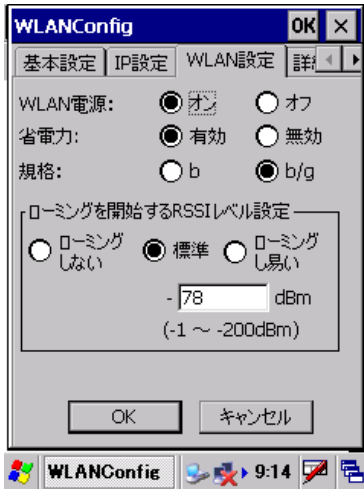 WLANConfig OK ×
基本設定 IP設定 WLAN設定
WLAN電源: オン オフ
省電力: 有効 無効
規格: b b/g
ローミングを開始するRSSIレベル設定
ローミングしない 標準 ローミングし易い
- 78 dBm
(-1 ～ -200dBm)
OK キャンセル
WLANConfig 9:14